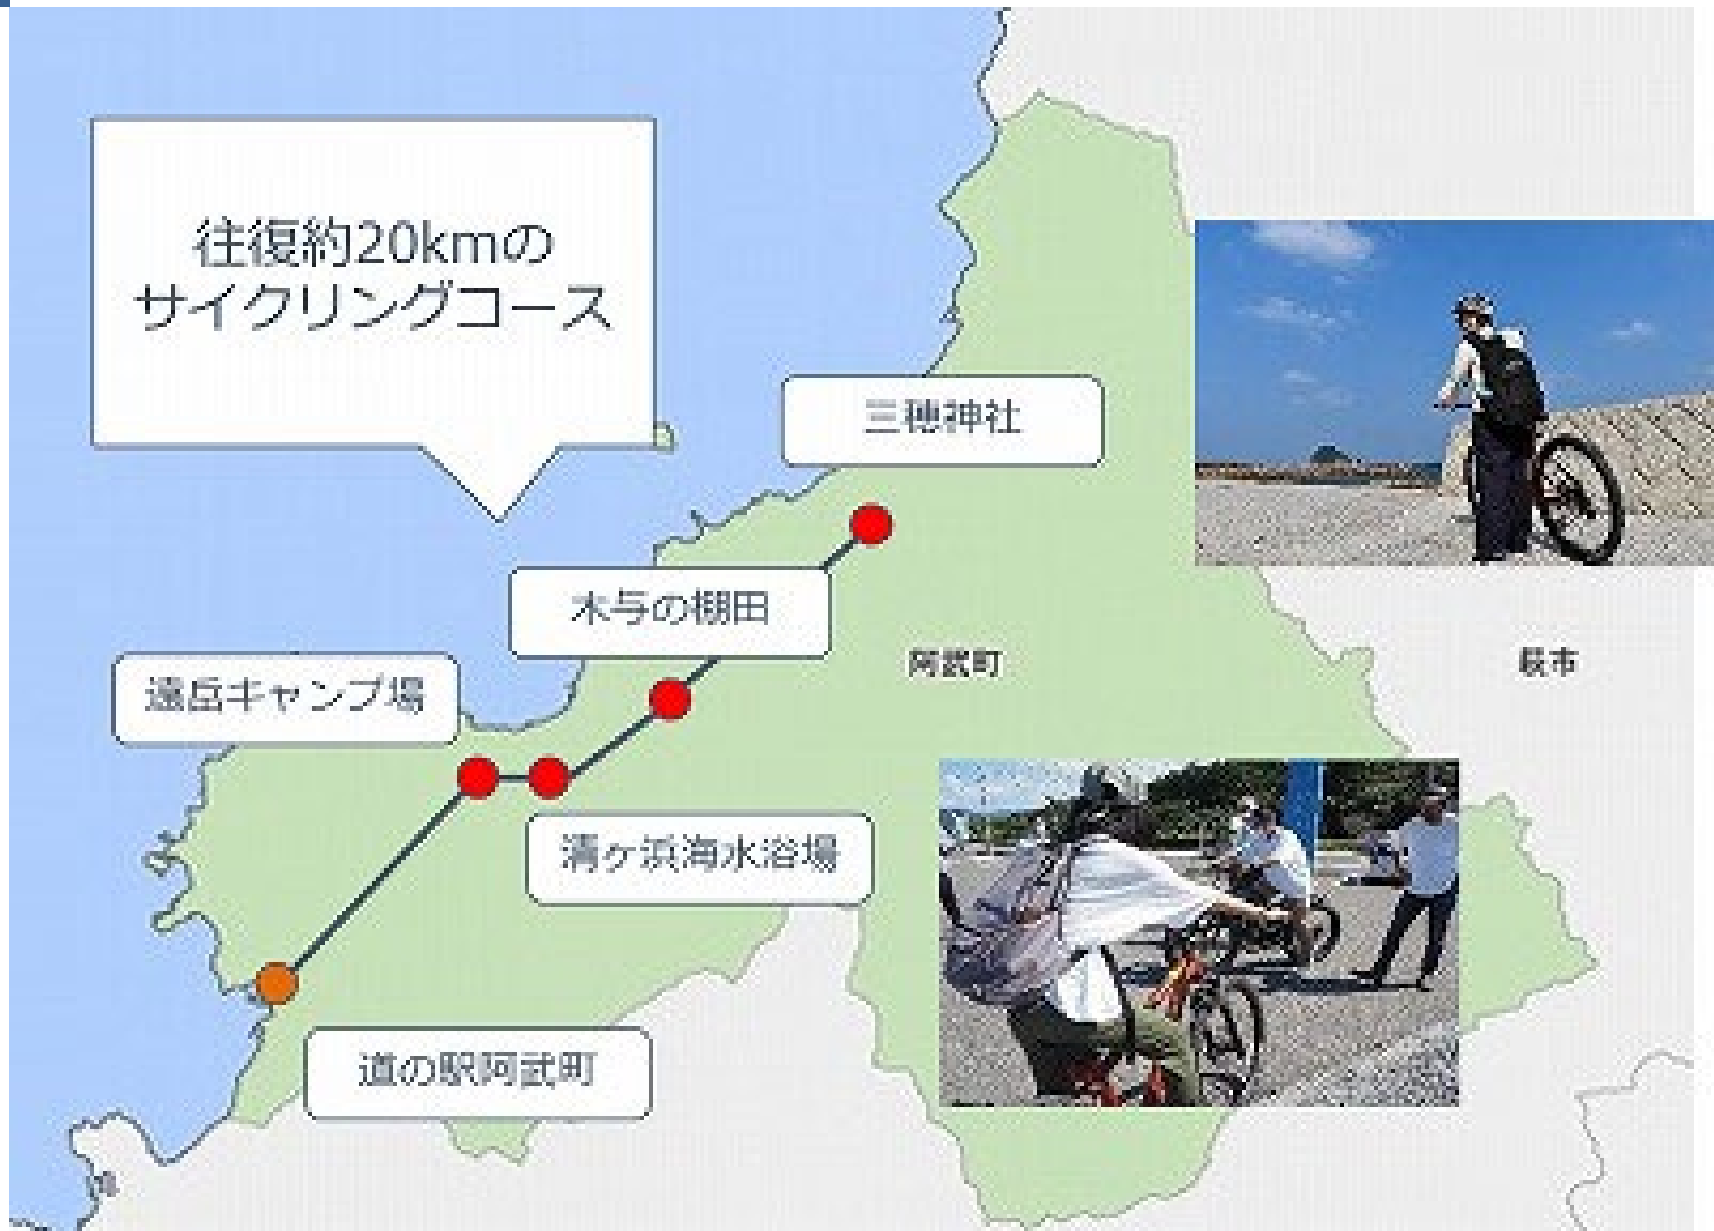 往復約20kmの
サイクリングコース
三穂神社
木与の棚田
遠岳キャンプ場
阿武町
萩市
清ヶ浜海水浴場
道の駅阿武町